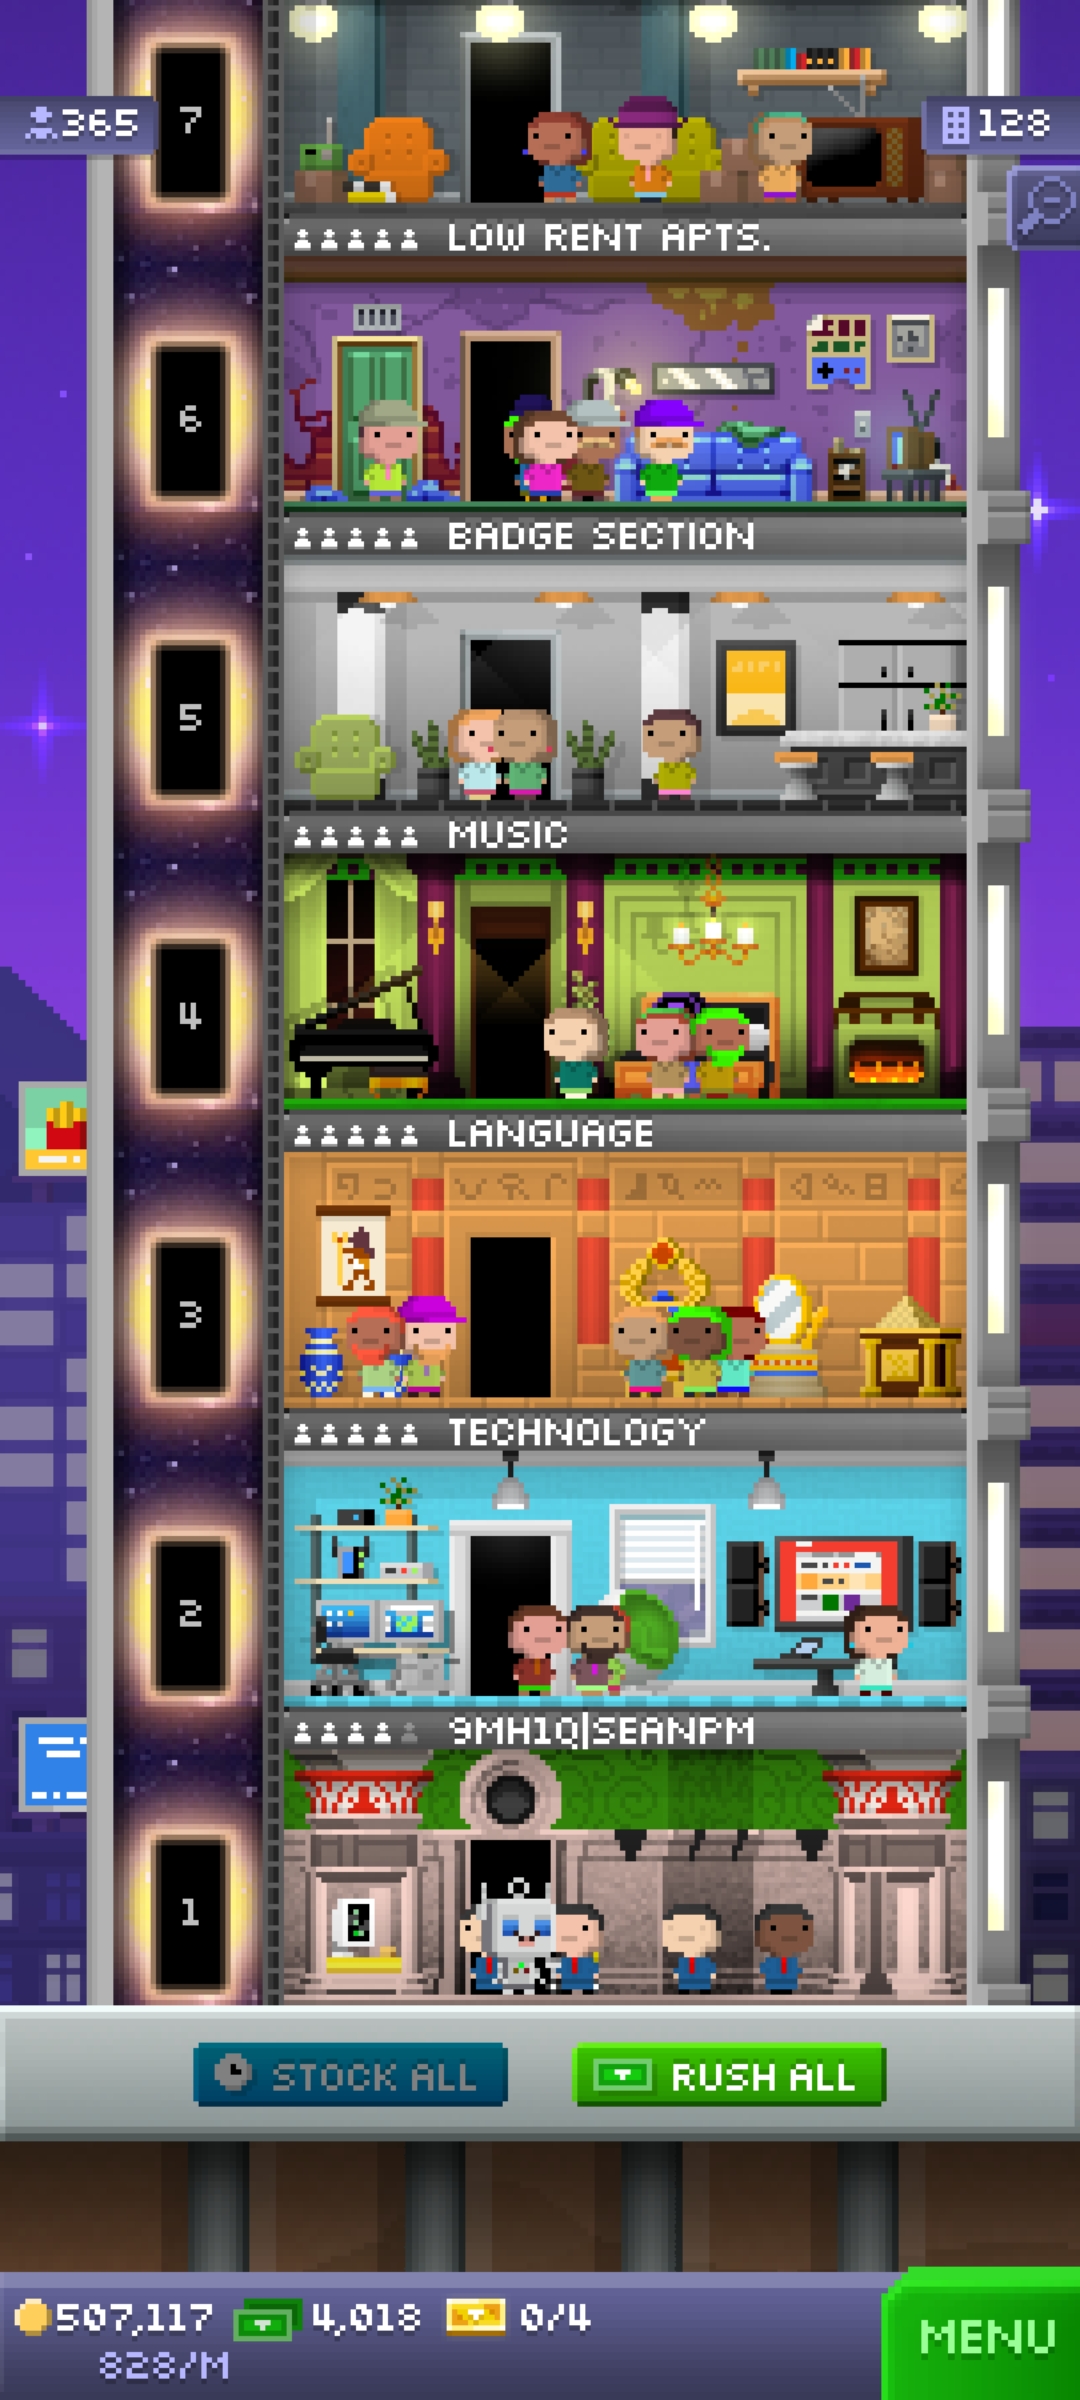 7
365
128
LOW RENT APTS.
6
BADGE SECTION
5
MUSIC
4
LANGUAGE
3
TECHNOLOGY
2
9MH1Q|SEANPM
1
STOCK ALL
RUSH ALL
507,117
4,018
0/4
828/M
MENU